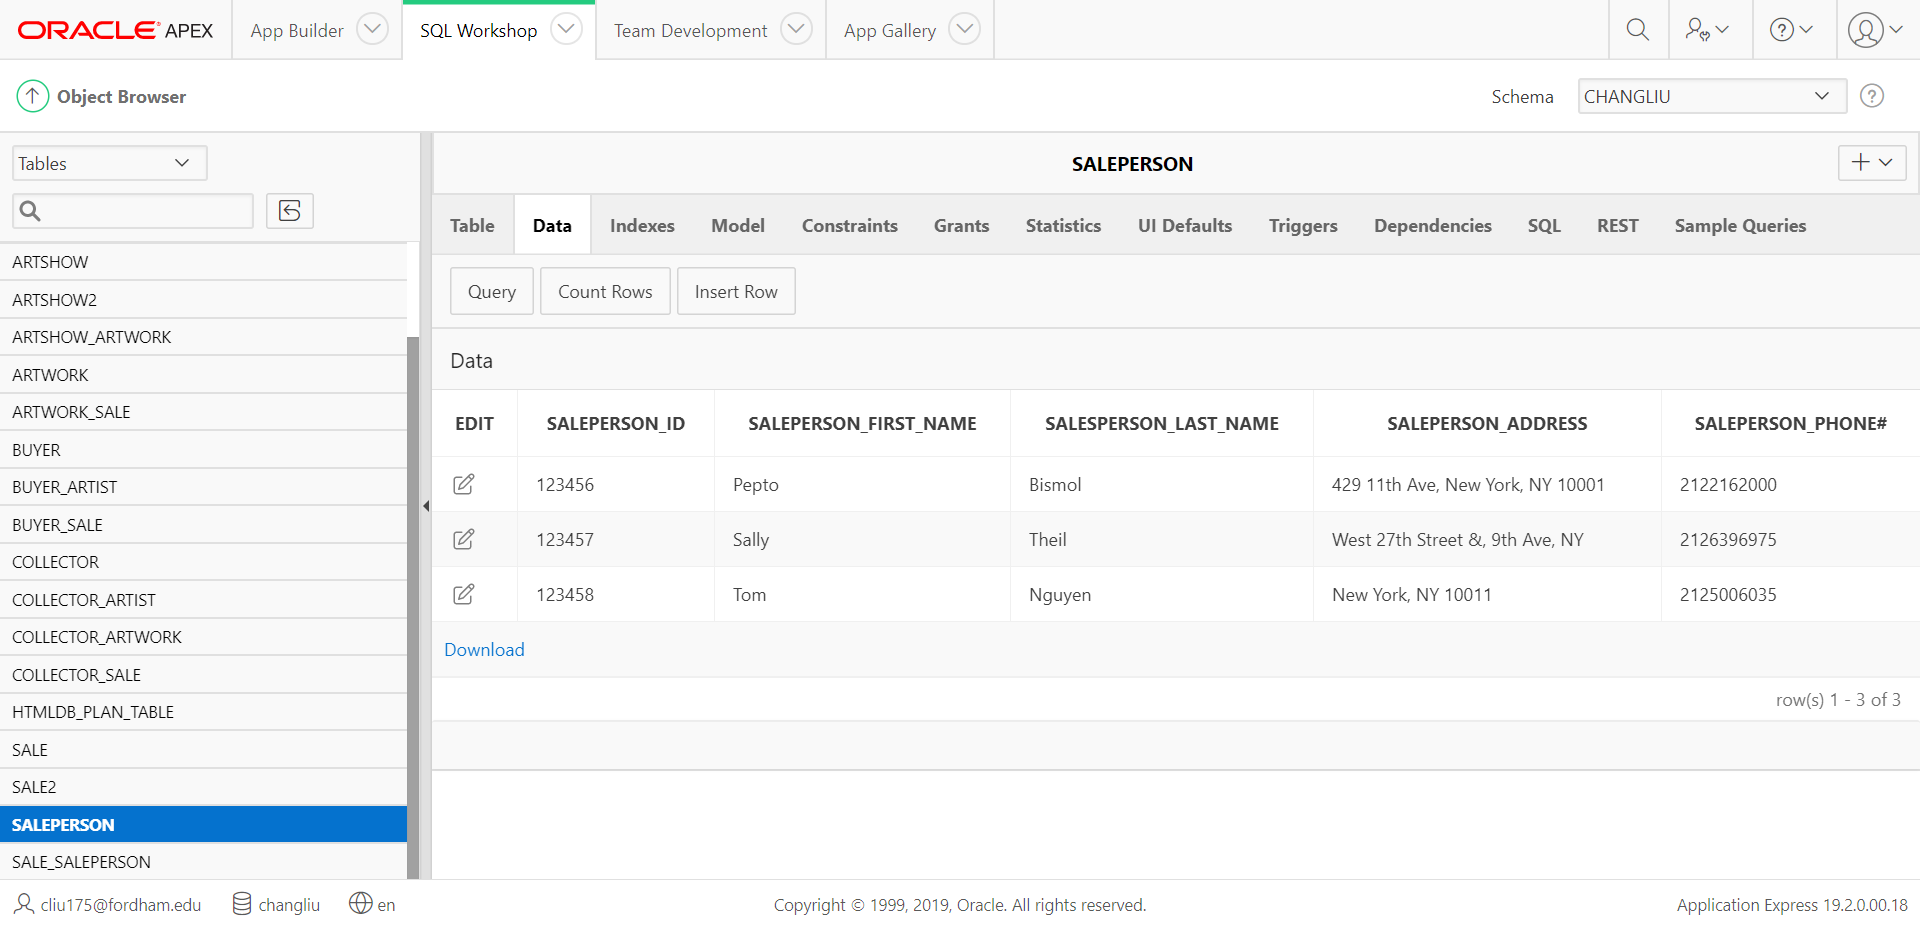 ORACLE APEX App Builder SQL Workshop Team Development App Gallery
Object Browser Schema CHANGLIU
Tables
SALEPERSON
Table Data Indexes Model Constraints Grants Statistics UI Defaults Triggers Dependencies SQL REST Sample Queries
Query Count Rows Insert Row
Data
EDIT SALEPERSON_ID SALEPERSON_FIRST_NAME SALESPERSON_LAST_NAME SALEPERSON_ADDRESS SALEPERSON_PHONE#
123456 Pepto Bismol 429 11th Ave, New York, NY 10001 2122162000
123457 Sally Theil West 27th Street &, 9th Ave, NY 2126396975
123458 Tom Nguyen New York, NY 10011 2125006035
Download
row(s) 1 - 3 of 3
ARTSHOW
ARTSHOW2
ARTSHOW_ARTWORK
ARTWORK
ARTWORK_SALE
BUYER
BUYER_ARTIST
BUYER_SALE
COLLECTOR
COLLECTOR_ARTIST
COLLECTOR_ARTWORK
COLLECTOR_SALE
HTMLDB_PLAN_TABLE
SALE
SALE2
SALEPERSON
SALE_SALEPERSON
cliu175@fordham.edu changliu en Copyright © 1999, 2019, Oracle. All rights reserved. Application Express 19.2.0.00.18